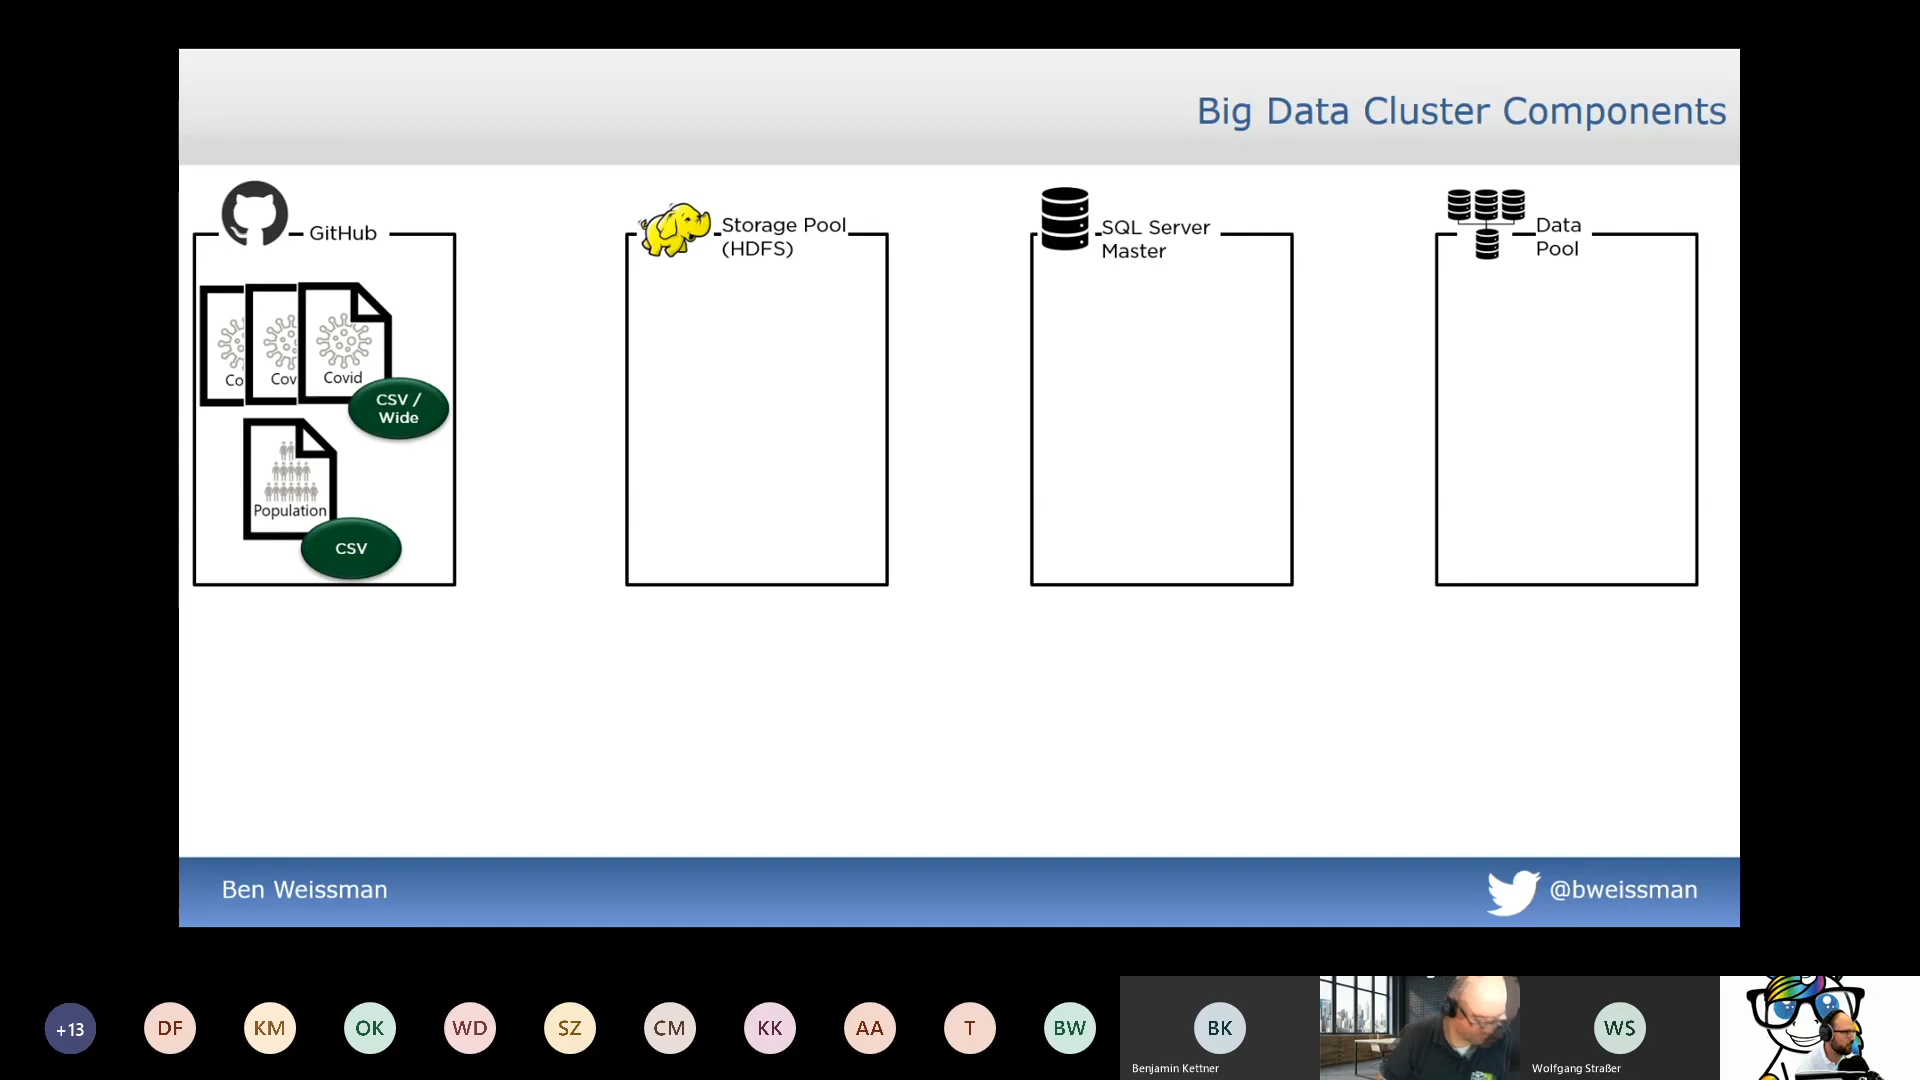 Big Data Cluster Components
GitHub
Storage Pool
(HDFS)
SQL Server
Master
Data
Pool
Co
Cov
Covid
CSV /
Wide
Population
CSV
Ben Weissman
@bweissman
+13
DF
KM
OK
WD
SZ
CM
KK
AA
T
BW
BK
WS
Benjamin Kettner
Wolfgang Straßer